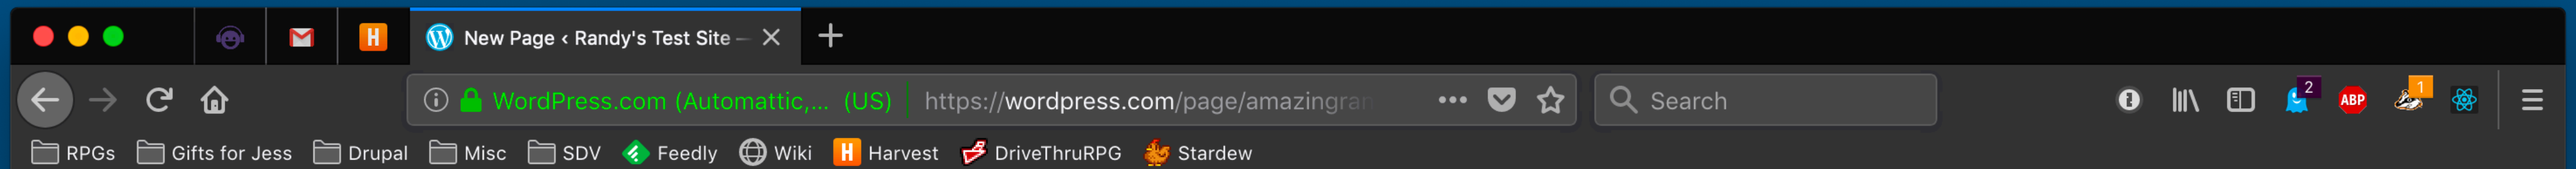 H New Page ‹ Randy's Test Site —
WordPress.com (Automattic,... (US) https://wordpress.com/page/amazingran Search 2 ABP 1
RPGs Gifts for Jess Drupal Misc SDV Feedly Wiki H Harvest DriveThruRPG Stardew